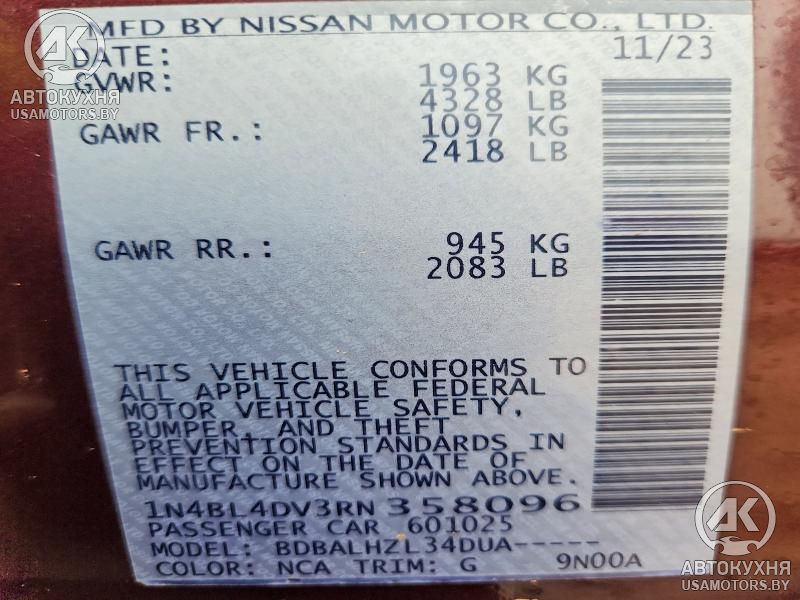 MFD BY NISSAN MOTOR CO., LTD.
DATE: 11/23
GVWR: 1963 KG
4328 LB
GAWR FR.: 1097 KG
2418 LB
GAWR RR.: 945 KG
2083 LB
THIS VEHICLE CONFORMS TO
ALL APPLICABLE FEDERAL
MOTOR VEHICLE SAFETY,
BUMPER, AND THEFT
PREVENTION STANDARDS IN
EFFECT ON THE DATE OF
MANUFACTURE SHOWN ABOVE.
1N4BL4DV3RN358096
PASSENGER CAR 601025
MODEL: BDBALHZL34DUA-----
COLOR: NCA TRIM: G 9N00A
АК
АВТОКУХНЯ
USAMOTORS.BY
АК
АВТОКУХНЯ
USAMOTORS.BY